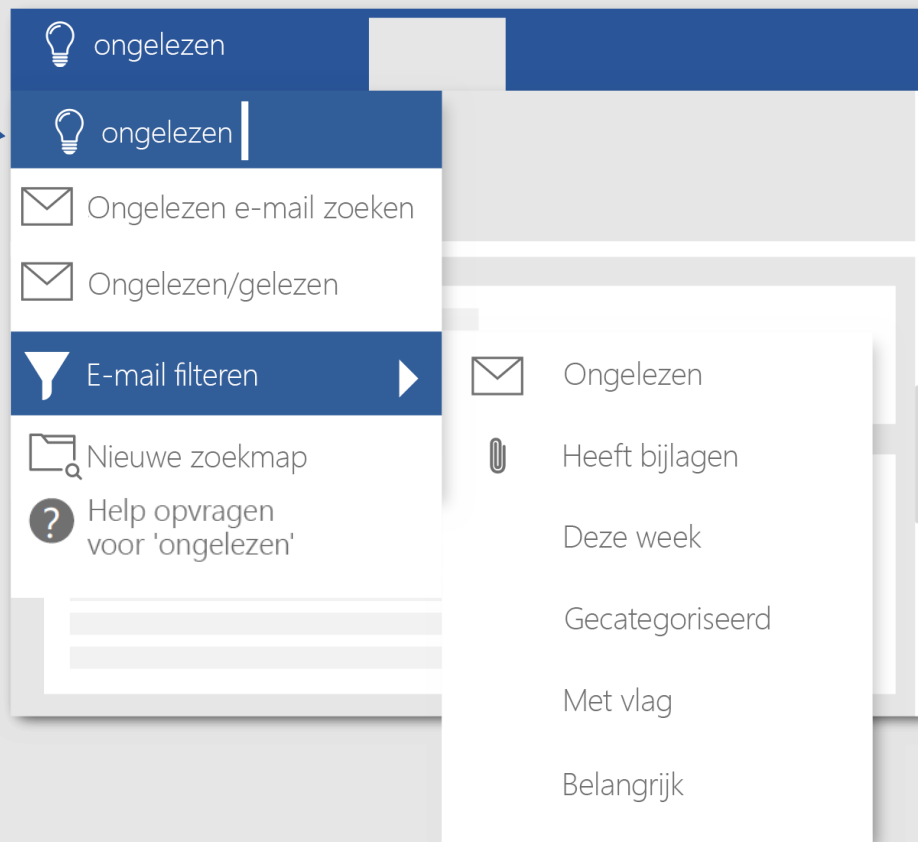 ongelezen
ongelezen
Ongelezen e-mail zoeken
Ongelezen/gelezen
E-mail filteren
Nieuwe zoekmap
Help opvragen
voor 'ongelezen'
Ongelezen
Heeft bijlagen
Deze week
Gecategoriseerd
Met vlag
Belangrijk